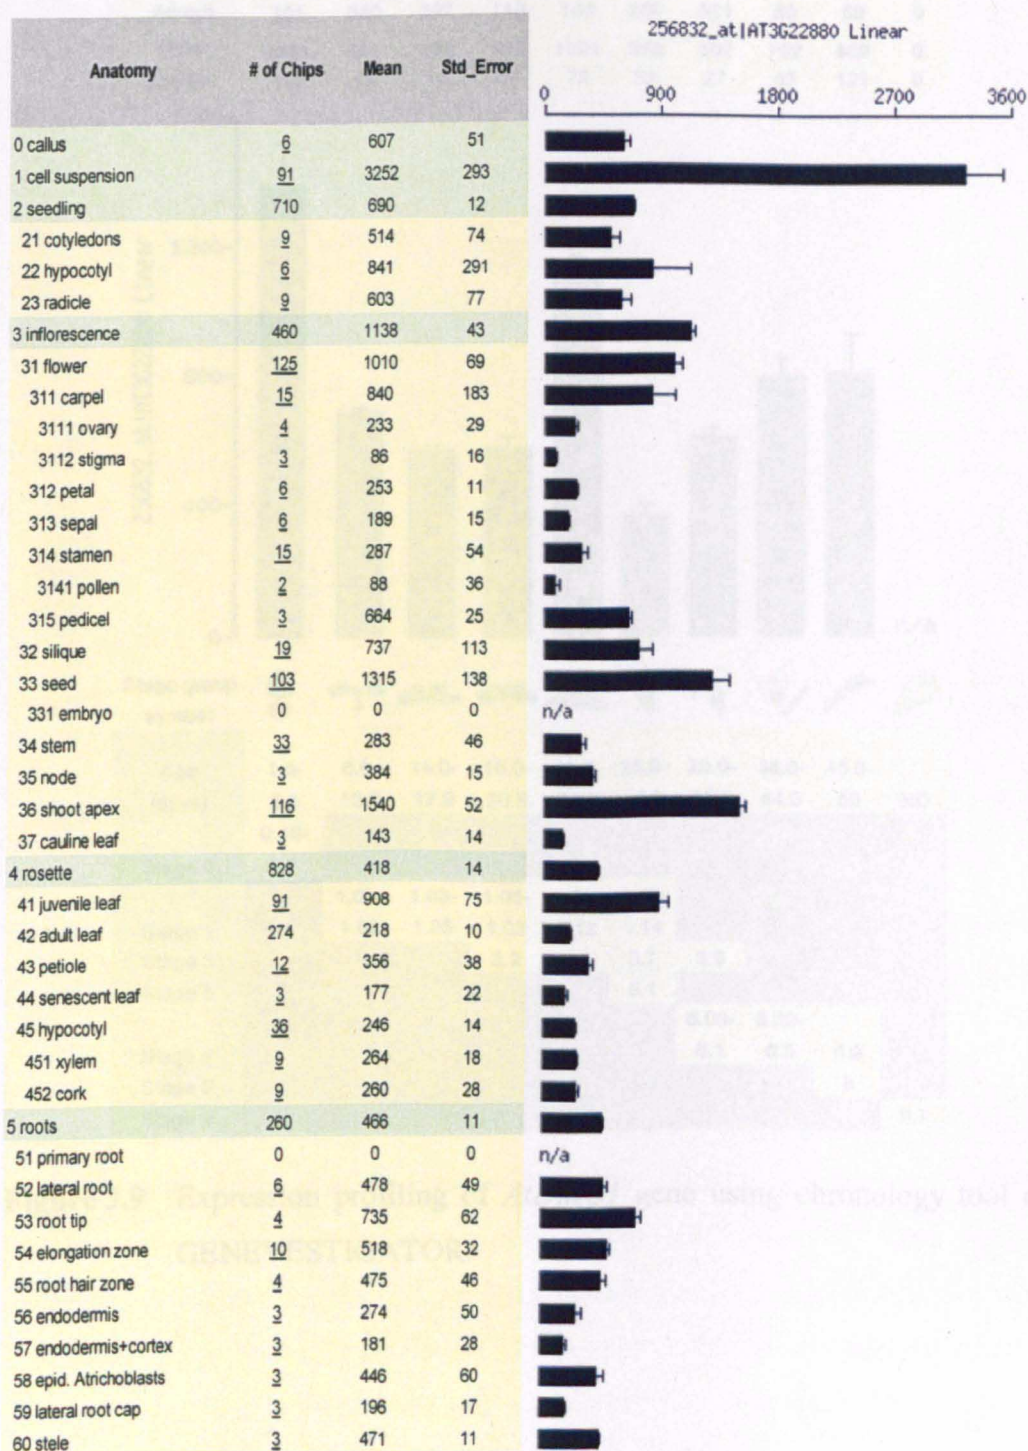 256832_at|AT3G22880 Linear
Anatomy # of Chips Mean Std_Error
0 900 1800 2700 3600
0 callus 6 607 51
1 cell suspension 91 3252 293
2 seedling 710 690 12
21 cotyledons 9 514 74
22 hypocotyl 6 841 291
23 radicle 9 603 77
3 inflorescence 460 1138 43
31 flower 125 1010 69
311 carpel 15 840 183
3111 ovary 4 233 29
3112 stigma 3 86 16
312 petal 6 253 11
313 sepal 6 189 15
314 stamen 15 287 54
3141 pollen 2 88 36
315 pedicel 3 664 25
32 silique 19 737 113
33 seed 103 1315 138
331 embryo 0 0 0 n/a
34 stem 33 283 46
35 node 3 384 15
36 shoot apex 116 1540 52
37 cauline leaf 3 143 14
4 rosette 828 418 14
41 juvenile leaf 91 908 75
42 adult leaf 274 218 10
43 petiole 12 356 38
44 senescent leaf 3 177 22
45 hypocotyl 36 246 14
451 xylem 9 264 18
452 cork 9 260 28
5 roots 260 466 11
51 primary root 0 0 0 n/a
52 lateral root 6 478 49
53 root tip 4 735 62
54 elongation zone 10 518 32
55 root hair zone 4 475 46
56 endodermis 3 274 50
57 endodermis+cortex 3 181 28
58 epid. Atrichoblasts 3 446 60
59 lateral root cap 3 196 17
60 stele 3 471 11
gene using chronology tool